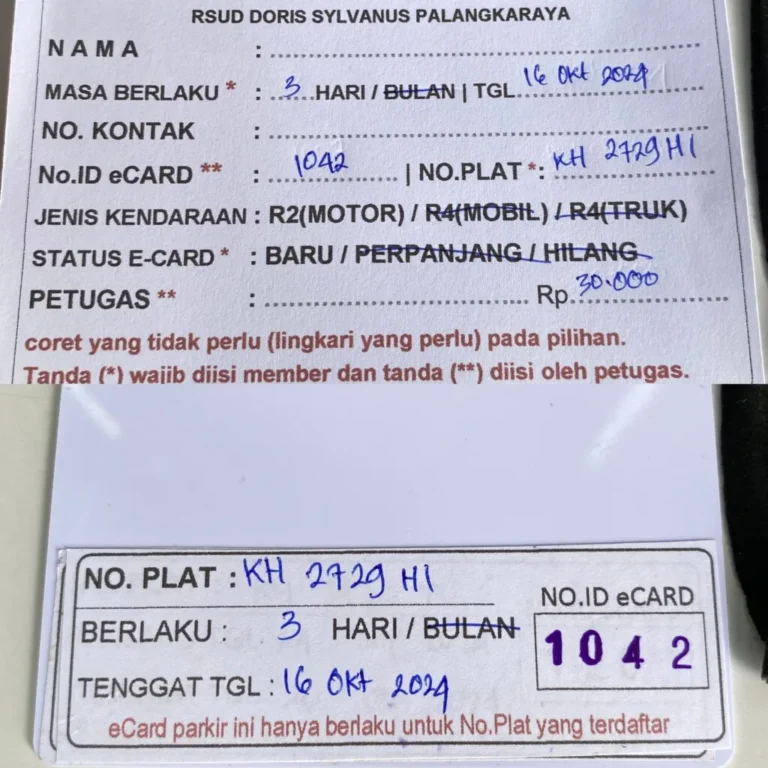 RSUD DORIS SYLVANUS PALANGKARAYA
NAMA : ........................................
MASA BERLAKU * : ..3..HARI / BULAN | TGL 16 Okt 2024
NO. KONTAK : ........................................
No.ID eCARD ** : ....1042.... | NO.PLAT *: KH 2729 HI
JENIS KENDARAAN : R2(MOTOR) / R4(MOBIL) / R4(TRUK)
STATUS E-CARD * : BARU / PERPANJANG / HILANG
PETUGAS ** : ........................................ Rp. 30.000
coret yang tidak perlu (lingkari yang perlu) pada pilihan.
Tanda (*) wajib diisi member dan tanda (**) diisi oleh petugas.
NO. PLAT : KH 2729 HI
NO.ID eCARD
BERLAKU : 3 HARI / BULAN
1042
TENGGAT TGL : 16 OKt 2024
eCard parkir ini hanya berlaku untuk No.Plat yang terdaftar